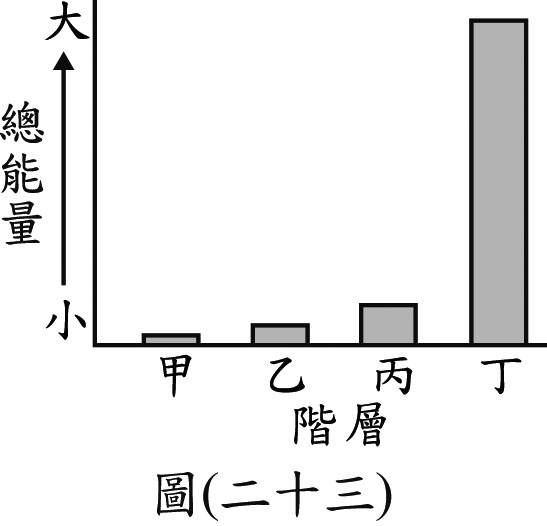 大
總能量
小
甲 乙 丙 丁
階層
圖(二十三)